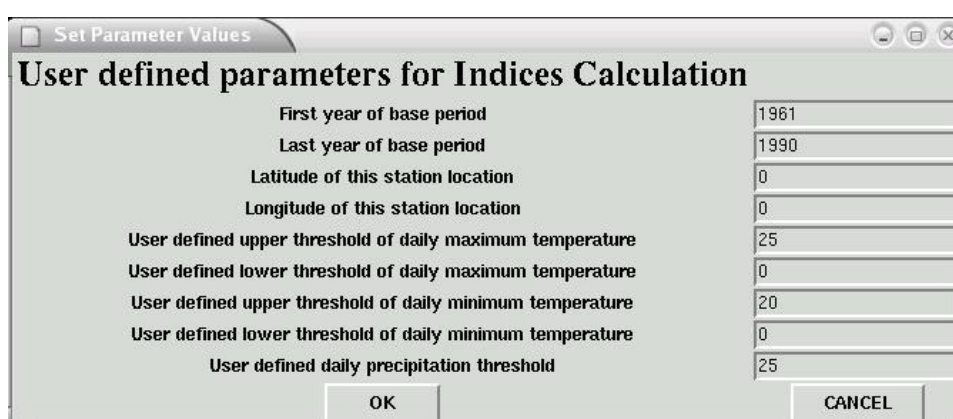 Set Parameter Values
User defined parameters for Indices Calculation
First year of base period 1961
Last year of base period 1990
Latitude of this station location 0
Longitude of this station location 0
User defined upper threshold of daily maximum temperature 25
User defined lower threshold of daily maximum temperature 0
User defined upper threshold of daily minimum temperature 20
User defined lower threshold of daily minimum temperature 0
User defined daily precipitation threshold 25
OK CANCEL